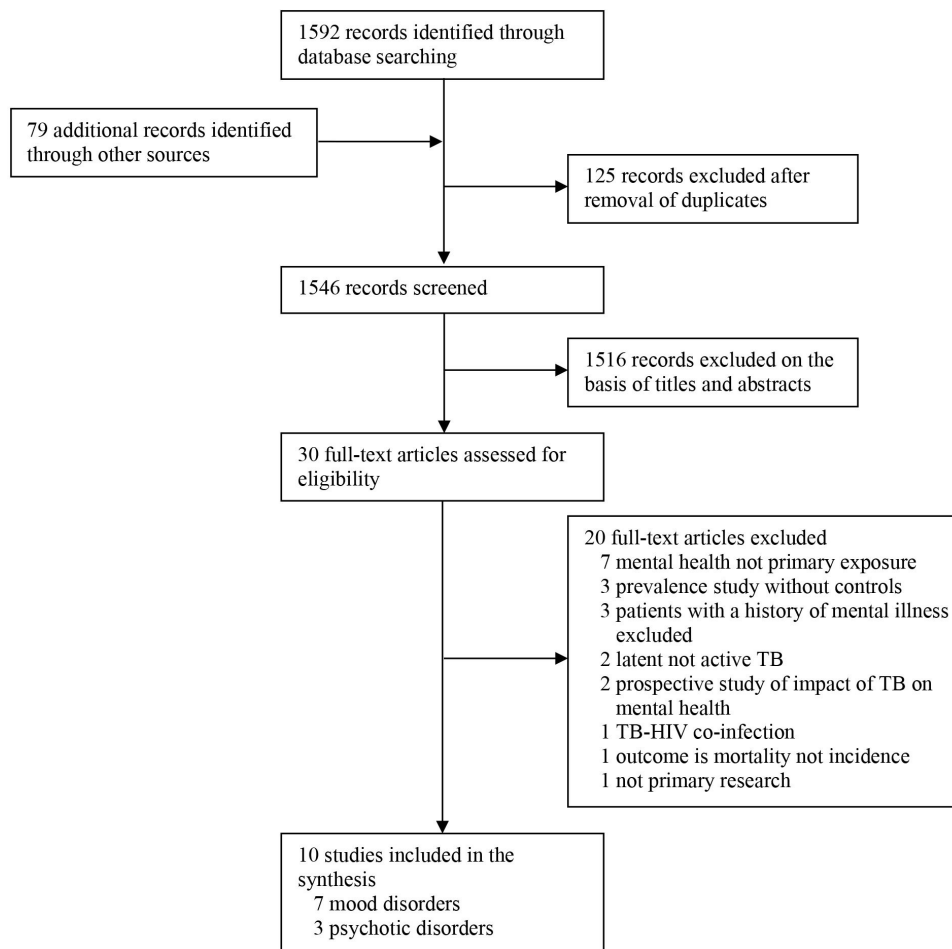 1592 records identified through
database searching
79 additional records identified
through other sources
125 records excluded after
removal of duplicates
1546 records screened
1516 records excluded on the
basis of titles and abstracts
30 full-text articles assessed for
eligibility
20 full-text articles excluded
7 mental health not primary exposure
3 prevalence study without controls
3 patients with a history of mental illness
excluded
2 latent not active TB
2 prospective study of impact of TB on
mental health
1 TB-HIV co-infection
1 outcome is mortality not incidence
1 not primary research
10 studies included in the
synthesis
7 mood disorders
3 psychotic disorders